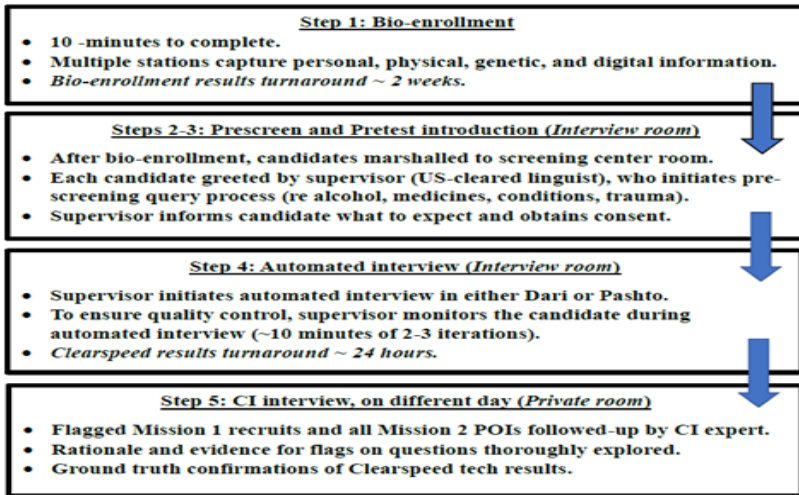 Step 1: Bio-enrollment
• 10 -minutes to complete.
• Multiple stations capture personal, physical, genetic, and digital information.
• Bio-enrollment results turnaround ~ 2 weeks.
Steps 2-3: Prescreen and Pretest introduction (Interview room)
• After bio-enrollment, candidates marshalled to screening center room.
• Each candidate greeted by supervisor (US-cleared linguist), who initiates pre-
screening query process (re alcohol, medicines, conditions, trauma).
• Supervisor informs candidate what to expect and obtains consent.
Step 4: Automated interview (Interview room)
• Supervisor initiates automated interview in either Dari or Pashto.
• To ensure quality control, supervisor monitors the candidate during
automated interview (~10 minutes of 2-3 iterations).
• Clearspeed results turnaround ~ 24 hours.
Step 5: CI interview, on different day (Private room)
• Flagged Mission 1 recruits and all Mission 2 POIs followed-up by CI expert.
• Rationale and evidence for flags on questions thoroughly explored.
• Ground truth confirmations of Clearspeed tech results.